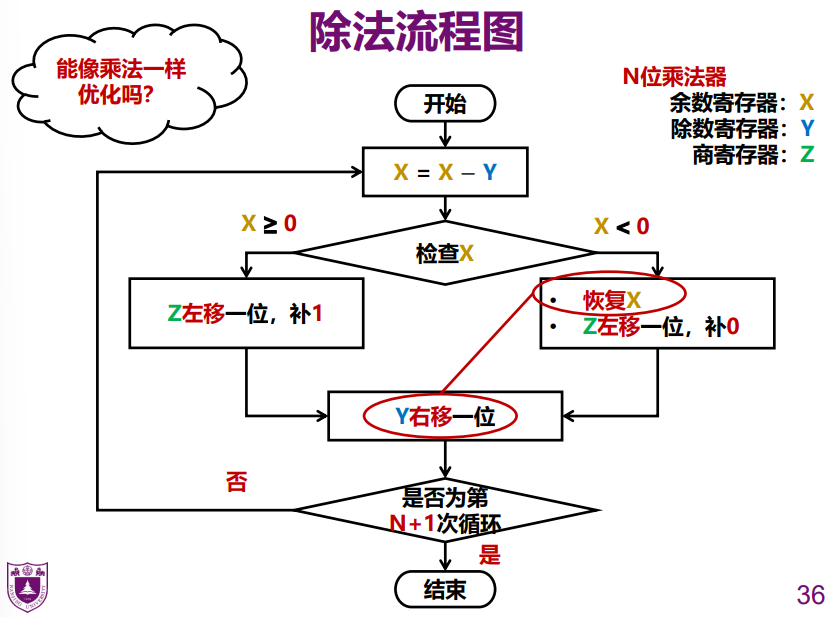 除法流程图
能像乘法一样
优化吗？
N位乘法器
余数寄存器：X
除数寄存器：Y
商寄存器：Z
开始
X = X – Y
X ≥ 0
X < 0
检查X
Z左移一位，补1
• 恢复X
• Z左移一位，补0
Y右移一位
否
是否为第
N+1次循环
是
结束
36